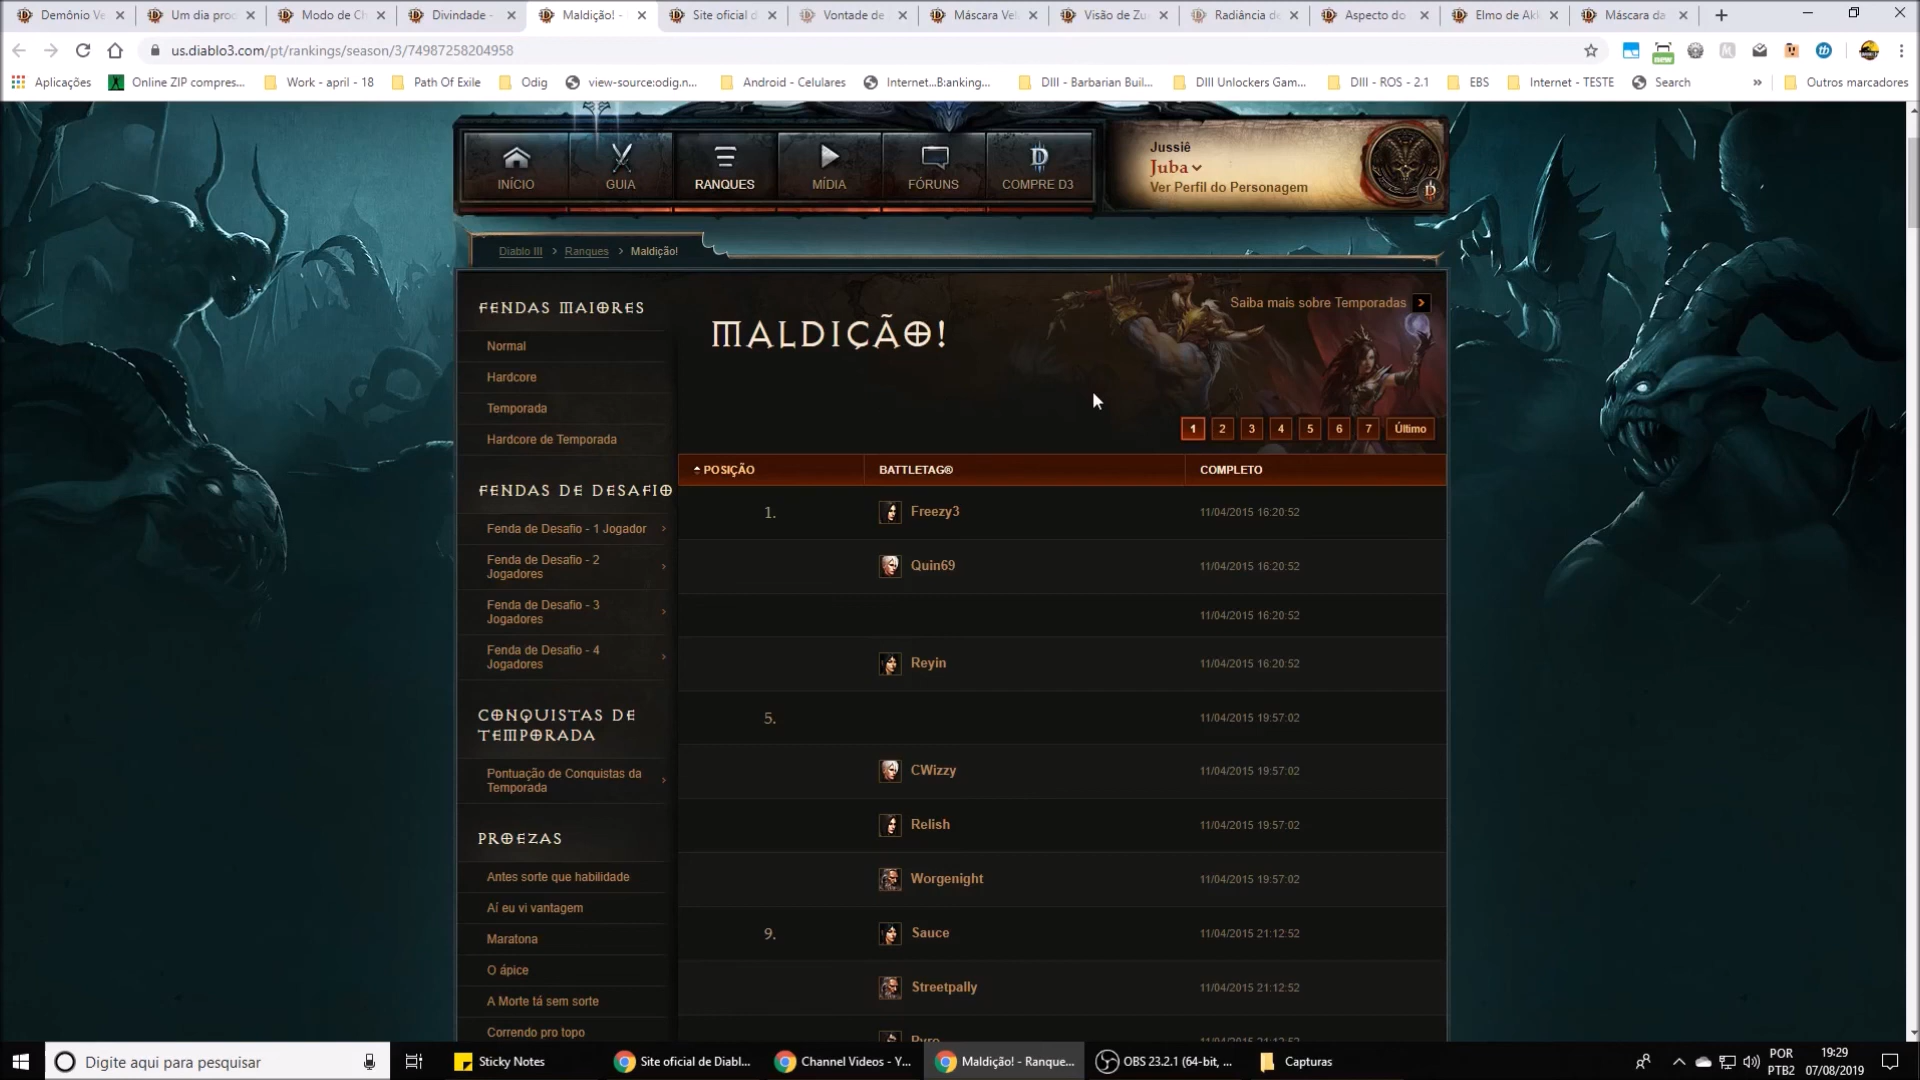 Demônio Ve
Um dia proc
Modo de Ch
Divindade -
Maldição! -
Site oficial d
Vontade de
Máscara Vel
Visão de Zu
Radiância de
Aspecto do
Elmo de Ak
Máscara da
us.diablo3.com/pt/rankings/season/3/74987258204958
Aplicações
Online ZIP compres...
Work - april - 18
Path Of Exile
Odig
view-source:odig.n...
Android - Celulares
Internet...B:anking...
DIII - Barbarian Buil...
DIII Unlockers Gam...
DIII - ROS - 2.1
EBS
Internet - TESTE
Search
»
Outros marcadores
INÍCIO
GUIA
RANQUES
MÍDIA
FÓRUNS
COMPRE D3
Jussiê
Juba
Ver Perfil do Personagem
Diablo III > Ranques > Maldição!
FENDAS MAIORES
Normal
Hardcore
Temporada
Hardcore de Temporada
FENDAS DE DESAFIO
Fenda de Desafio - 1 Jogador
Fenda de Desafio - 2
Jogadores
Fenda de Desafio - 3
Jogadores
Fenda de Desafio - 4
Jogadores
CONQUISTAS DE
TEMPORADA
Pontuação de Conquistas da
Temporada
PROEZAS
Antes sorte que habilidade
Aí eu vi vantagem
Maratona
O ápice
A Morte tá sem sorte
Correndo pro topo
Saiba mais sobre Temporadas
MALDIÇÃO!
1 2 3 4 5 6 7 Último
POSIÇÃO BATTLETAG® COMPLETO
1. Freezy3 11/04/2015 16:20:52
Quin69 11/04/2015 16:20:52
11/04/2015 16:20:52
Reyin 11/04/2015 16:20:52
5. 11/04/2015 19:57:02
CWizzy 11/04/2015 19:57:02
Relish 11/04/2015 19:57:02
Worgenight 11/04/2015 19:57:02
9. Sauce 11/04/2015 21:12:52
Streetpally 11/04/2015 21:12:52
Pyro 11/04/2015 21:12:52
Digite aqui para pesquisar
Sticky Notes
Site oficial de Diabl...
Channel Videos - Y...
Maldição! - Ranque...
OBS 23.2.1 (64-bit, ...
Capturas
POR
PTB2
19:29
07/08/2019